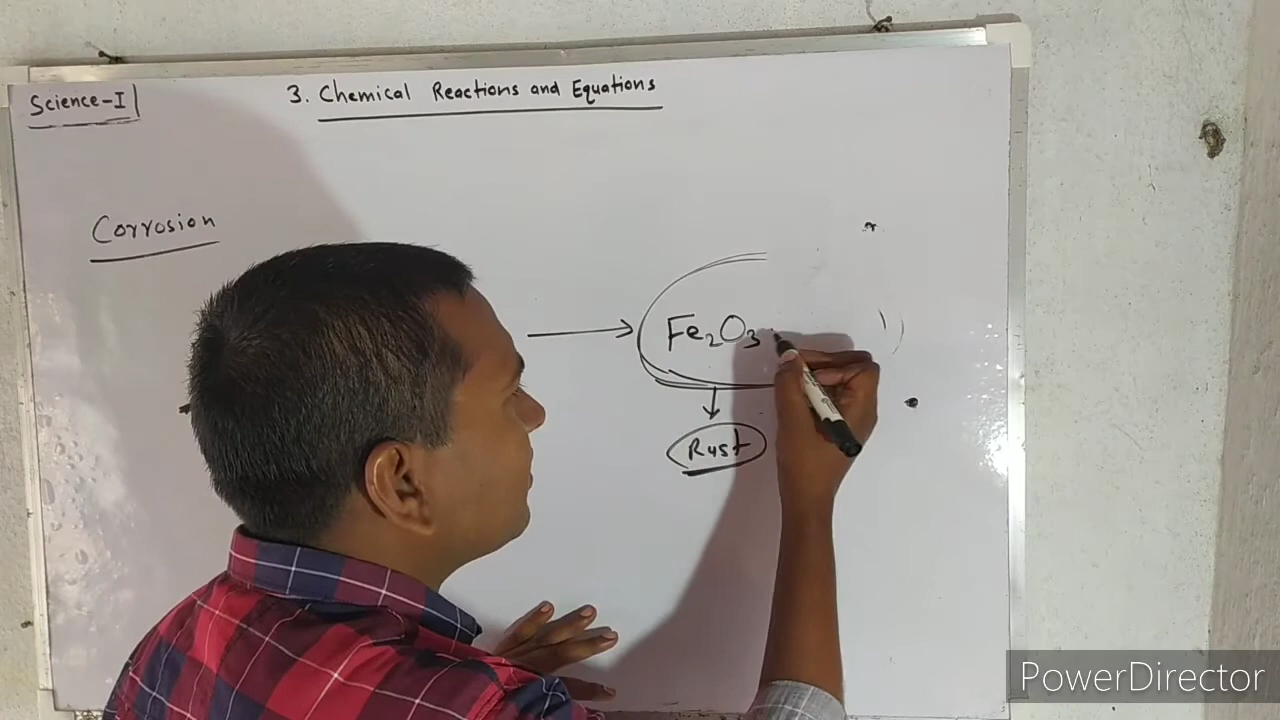 Science-I
3. Chemical Reactions and Equations
Corrosion
Fe₂O₃
Rust
PowerDirector